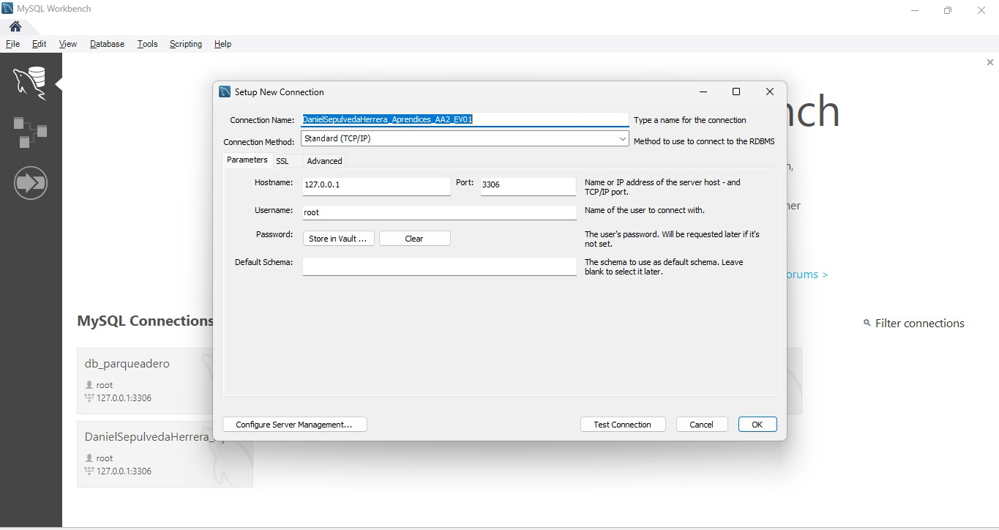 MySQL Workbench
File Edit View Database Tools Scripting Help
Setup New Connection
Connection Name: DanielSepulvedaHerrera_Aprendices_AA2_EV01 Type a name for the connection
Connection Method: Standard (TCP/IP) Method to use to connect to the RDBMS
Parameters SSL Advanced
Hostname: 127.0.0.1 Port: 3306 Name or IP address of the server host - and
TCP/IP port.
Username: root Name of the user to connect with.
Password: Store in Vault ... Clear The user's password. Will be requested later if it's
not set.
Default Schema: The schema to use as default schema. Leave
blank to select it later.
Configure Server Management... Test Connection Cancel OK
ch
n,
ner
orums >
MySQL Connections
Filter connections
db_parqueadero
root
127.0.0.1:3306
DanielSepulvedaHerrera_
root
127.0.0.1:3306